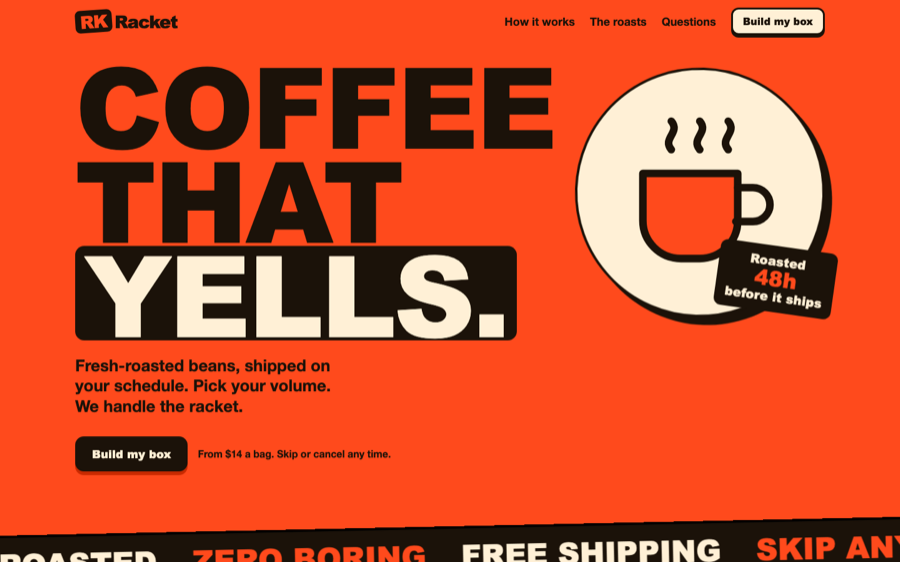 RK Racket
How it works
The roasts
Questions
Build my box
COFFEE
THAT
YELLS.
Roasted
48h
before it ships
Fresh-roasted beans, shipped on
your schedule. Pick your volume.
We handle the racket.
Build my box
From $14 a bag. Skip or cancel any time.
ROASTED ZERO BORING FREE SHIPPING SKIP